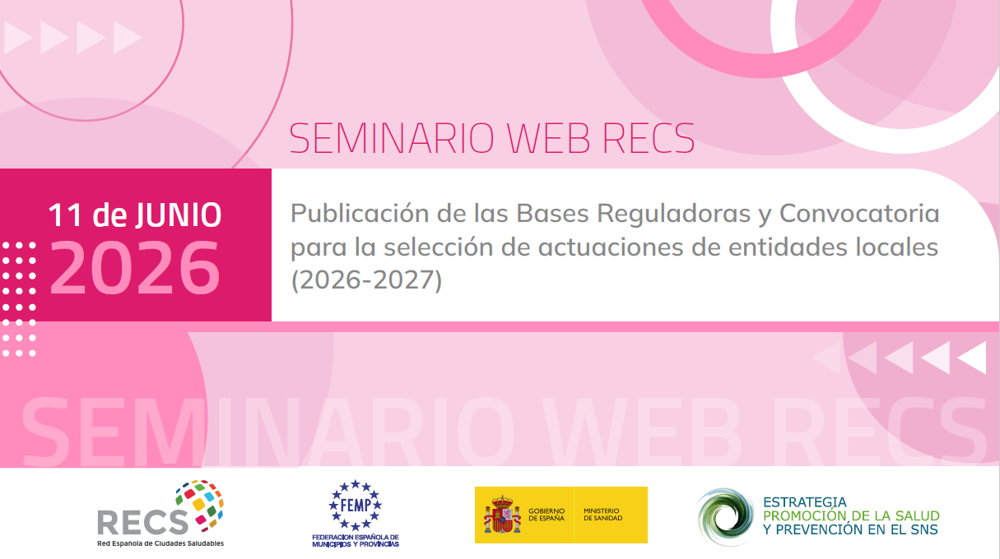 SEMINARIO WEB RECS
11 de JUNIO
2026
Publicación de las Bases Reguladoras y Convocatoria
para la selección de actuaciones de entidades locales
(2026-2027)
SEMINARIO WEB RECS
RECS
Red Española de Ciudades Saludables
FEMP
FEDERACION ESPAÑOLA DE
MUNICIPIOS Y PROVINCIAS
GOBIERNO
DE ESPAÑA
MINISTERIO
DE SANIDAD
ESTRATEGIA
PROMOCIÓN DE LA SALUD
Y PREVENCIÓN EN EL SNS